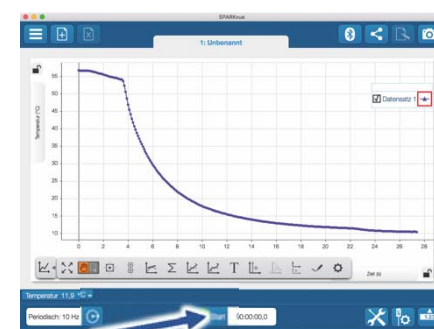 SPARKvue
1: Unbenannt
Temperatur (°C)
55
50
45
40
35
30
25
20
15
10
Datensatz 1
0 2 4 6 8 10 12 14 16 18 20 22 24 26 28
Zeit (s)
Temperatur 11,9 °C
Periodisch: 10 Hz
Start
00:00:00,0